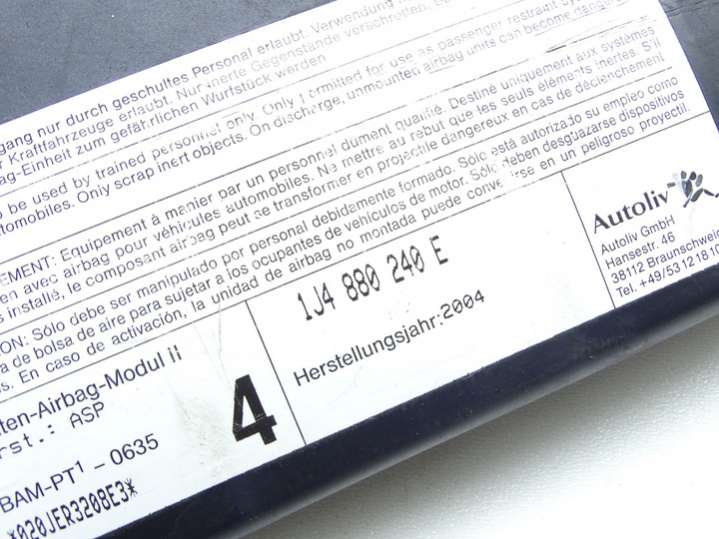 gang nur durch geschultes Personal erlaubt. Verwendung
r Kraftfahrzeuge erlaubt. Nur inerte Gegenstände verschrotten.
ag-Einheit zum gefährlichen Wurfstück werden
be used by trained personnel only. Only permitted for use as passenger restraint
tomobiles. Only scrap inert objects. On discharge, unmounted airbag units can become dangerous
EMENT: Equipement à manier par un personnel dument qualifié. Destiné uniquement aux systèmes
en avec airbag pour véhicules automobiles. Ne mettre au rebut que les seuls éléments inertes. S'il
s installé, le composant airbag peut se transformer en projectile dangereux en cas de déclenchement
ON: Sólo debe ser manipulado por personal debidamente formado. Sólo está autorizado su empleo como
a de bolsa de aire para sujetar a los ocupantes de vehículos de motor. Sólo deben desguazarse dispositivos
s. En caso de activación, la unidad de airbag no montada puede convertirse en un peligroso proyectil.
ten-Airbag-Modul li
rst.: ASP
BAM-PT¹ - 0635
*020JER3208E3*
4
1J4 880 240 E
Herstellungsjahr:2004
Autoliv
Autoliv GmbH
Hansestr. 46
38112 Braunschwei
Tel. +49/53 12 18 11